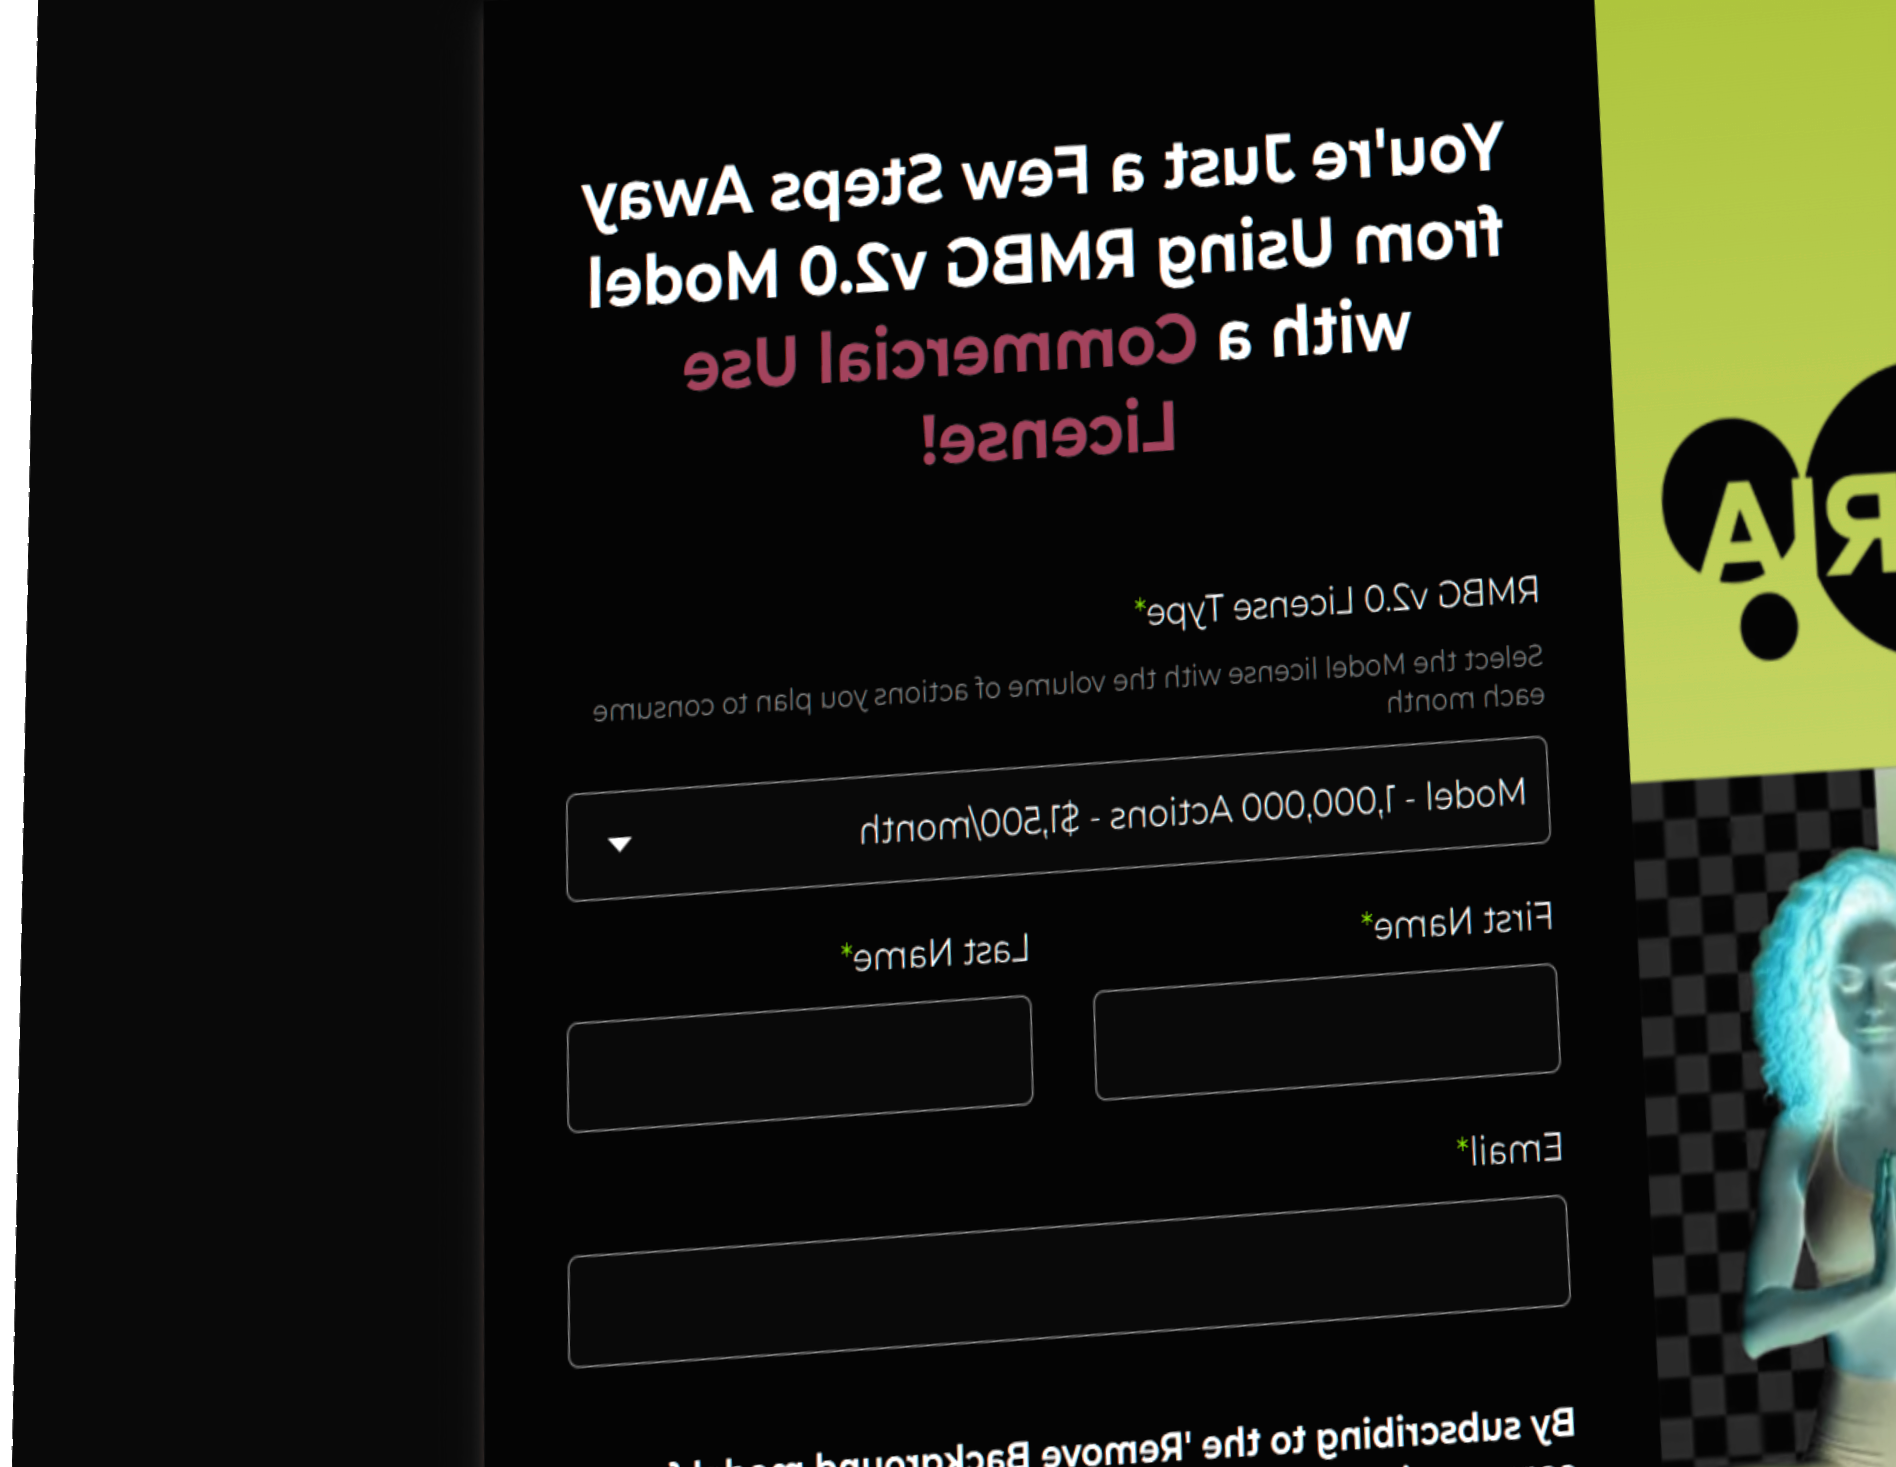 You're Just a Few Steps Away
from Using RMBG v2.0 Model
with a Commercial Use
License!
RMBG v2.0 License Type*
Select the Model license with the volume of actions you plan to consume
each month
Model - 1,000,000 Actions - $1,500/month
First Name*
Last Name*
Email*
By subscribing to the 'Remove Background
RIA